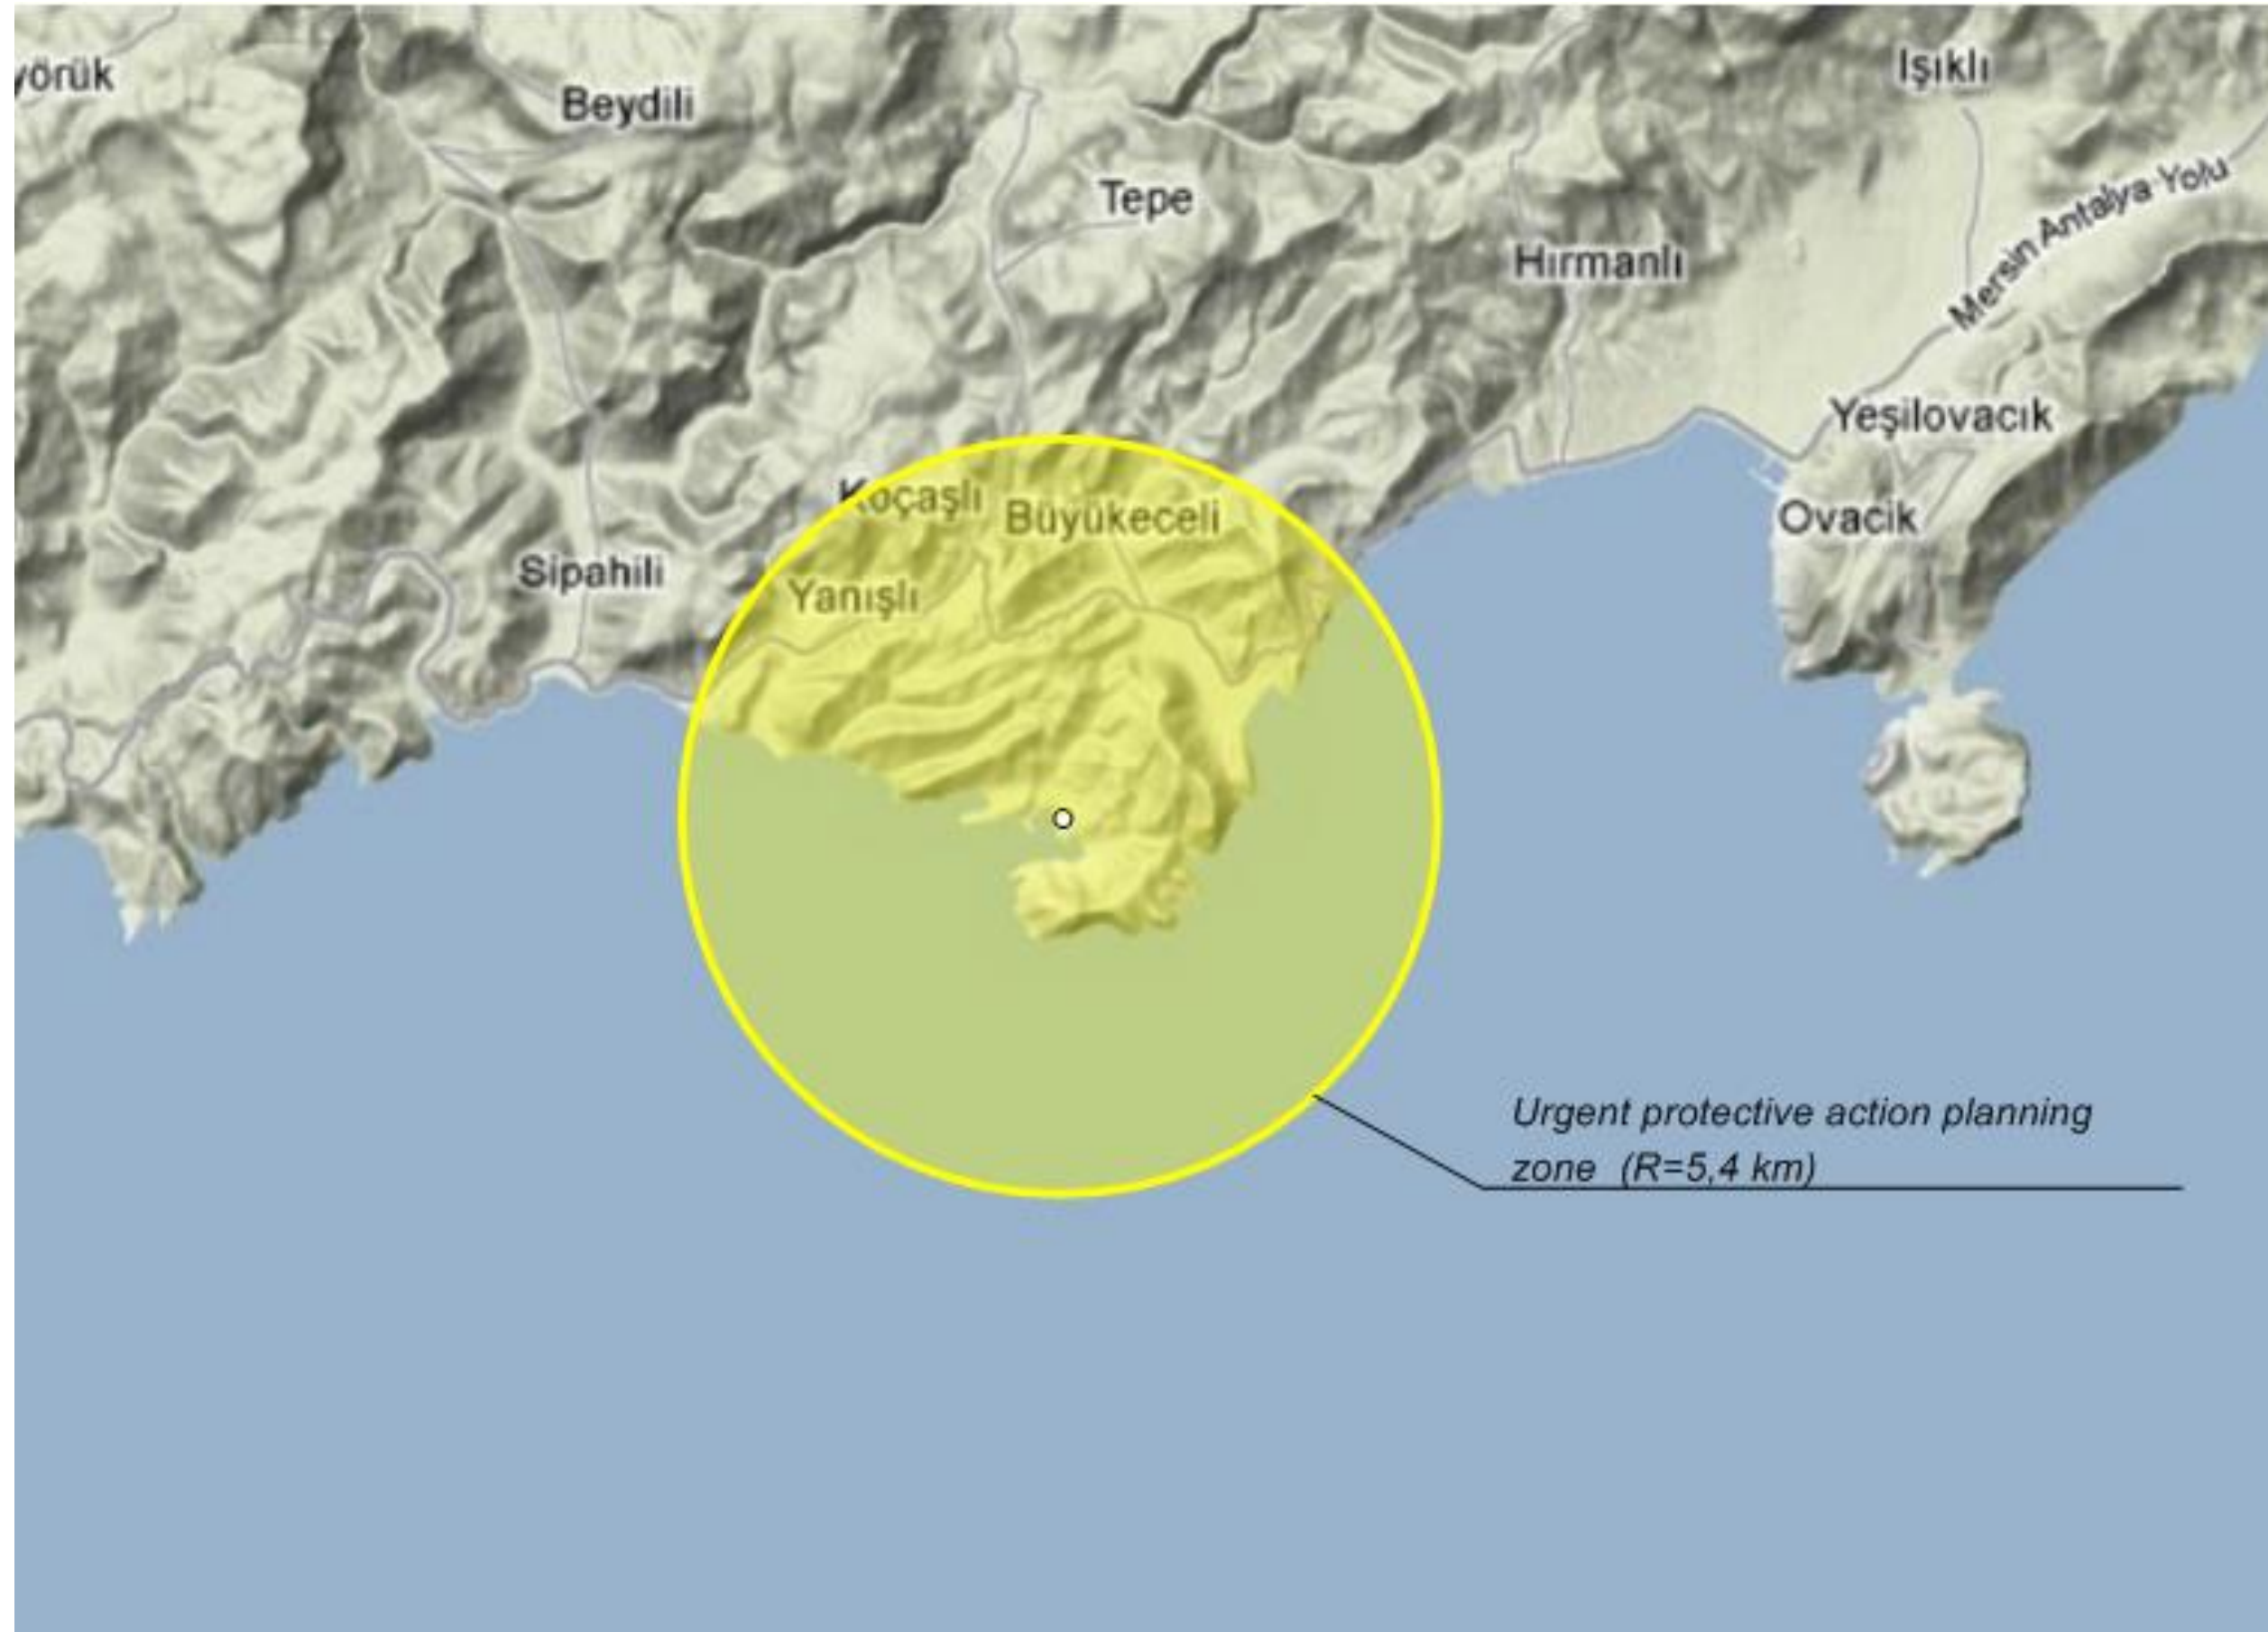 yörük
Beydili
Işıklı
Tepe
Mersin Antalya Yolu
Hırmanlı
Yeşilovacık
Koçaşlı
Büyükeceli
Ovacik
Sipahili
Yanışlı
Urgent protective action planning
zone (R=5,4 km)